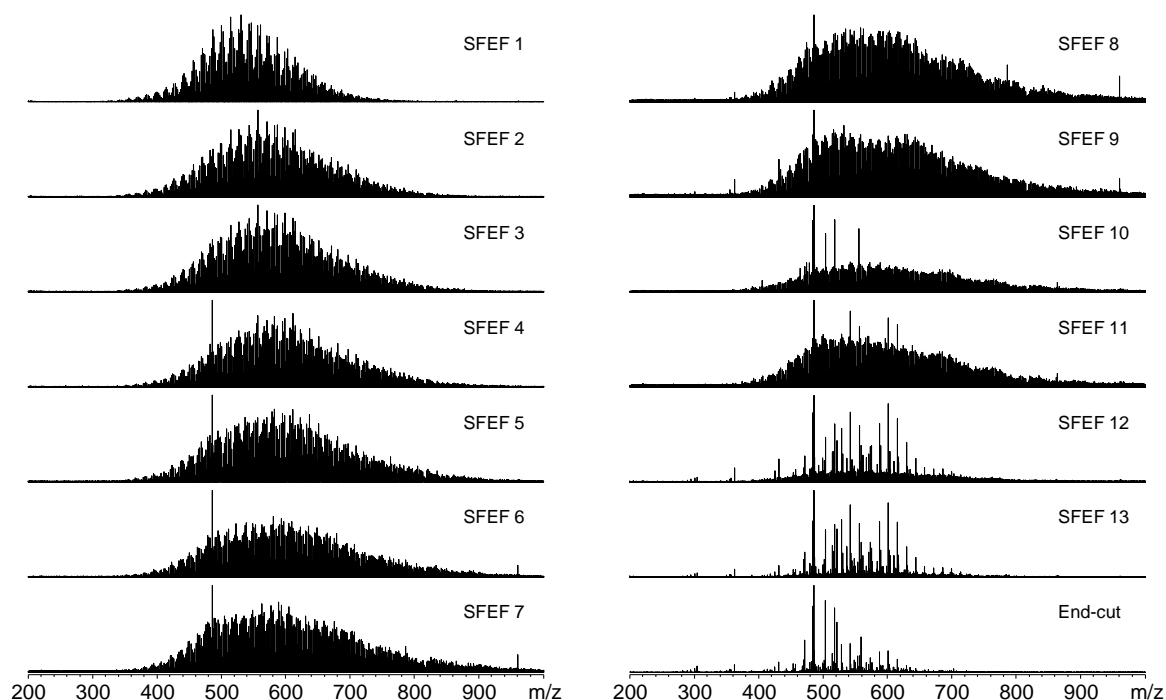 SFEF 1
SFEF 2
SFEF 3
SFEF 4
SFEF 5
SFEF 6
SFEF 7
200 300 400 500 600 700 800 900 m/z
SFEF 8
SFEF 9
SFEF 10
SFEF 11
SFEF 12
SFEF 13
End-cut
200 300 400 500 600 700 800 900 m/z